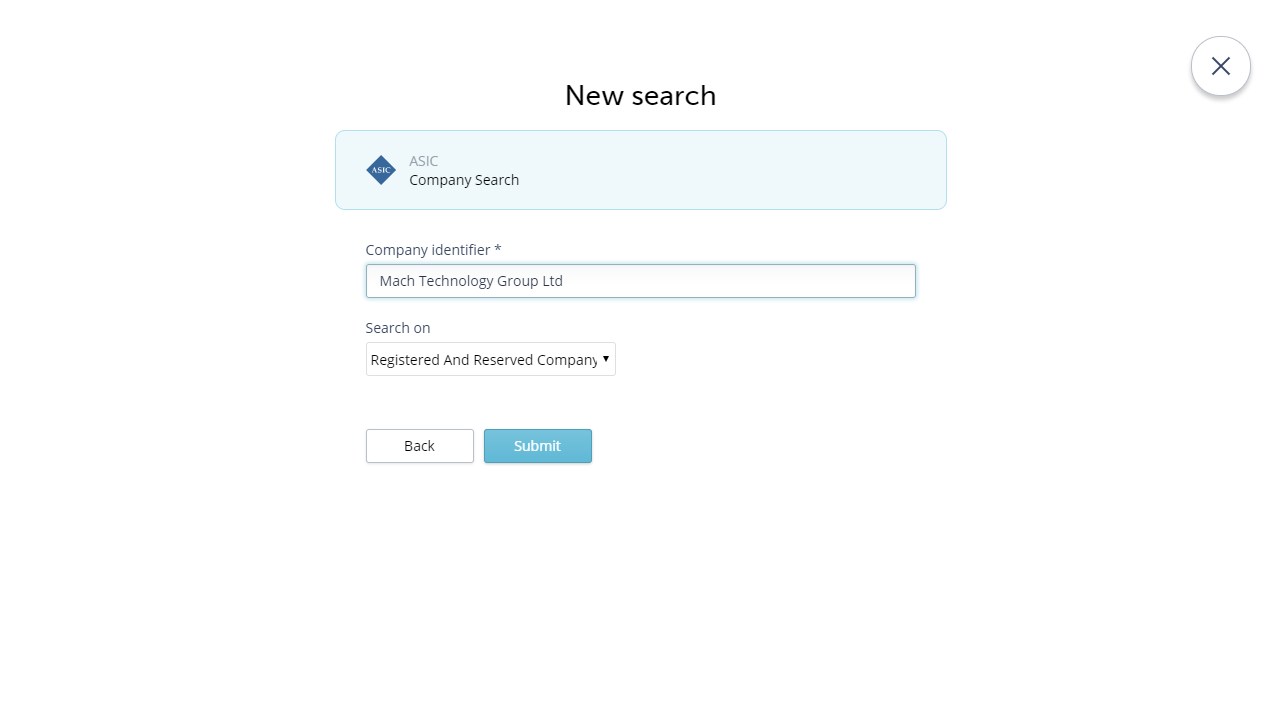 New search
ASIC
ASIC
Company Search
Company identifier *
Mach Technology Group Ltd
Search on
Registered And Reserved Company
Back
Submit